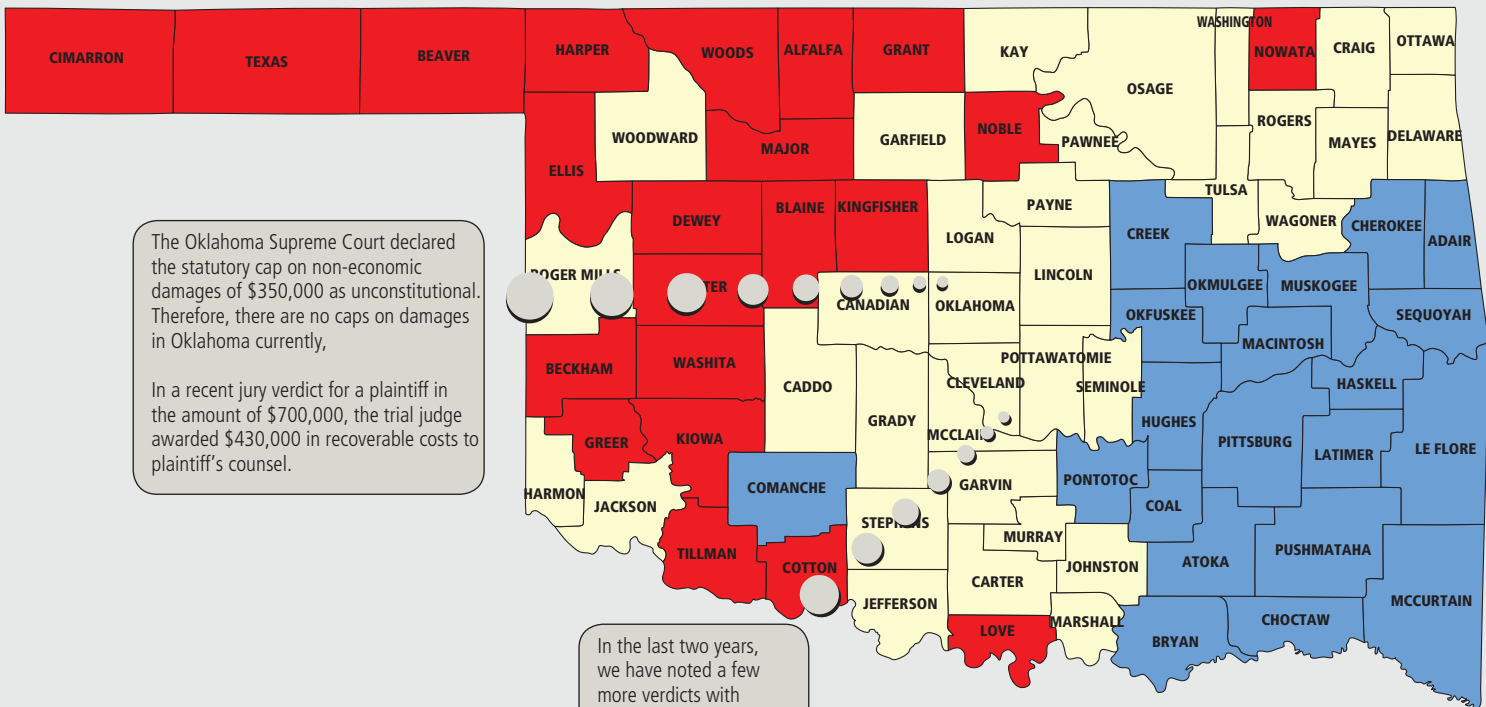 WASHINGTON
CIMARRON
TEXAS
BEAVER
HARPER
WOODS
ALFALFA
GRANT
KAY
OSAGE
NOWATA
CRAIG
OTTAWA
WOODWARD
ELLIS
MAJOR
GARFIELD
NOBLE
PAWNEE
ROGERS
MAYES
DELAWARE
TULSA
DEWEY
BLAINE
KINGFISHER
LOGAN
PAYNE
CREEK
WAGONER
CHEROKEE
ADAIR
ROGER MILLS
CANADIAN
OKLAHOMA
LINCOLN
OKFUSKEE
OKMULGEE
MUSKOGEE
SEQUOYAH
MACINTOSH
BECKHAM
WASHITA
CADDO
GRADY
CLEVELAND
POTTAWATOMIE
SEMINOLE
HUGHES
HASKELL
GREER
KIOWA
MCCLAIN
PITTSBURG
LATIMER
LE FLORE
HARMON
JACKSON
COMANCHE
STEPHENS
GARVIN
PONTOTOC
COAL
TILLMAN
COTTON
MURRAY
CARTER
JOHNSTON
ATOKA
PUSHMATAHA
JEFFERSON
LOVE
MARSHALL
BRYAN
CHOCTAW
MCCURTAIN
The Oklahoma Supreme Court declared
the statutory cap on non-economic
damages of $350,000 as unconstitutional.
Therefore, there are no caps on damages
in Oklahoma currently,
In a recent jury verdict for a plaintiff in
the amount of $700,000, the trial judge
awarded $430,000 in recoverable costs to
plaintiff's counsel.
In the last two years,
we have noted a few
more verdicts with